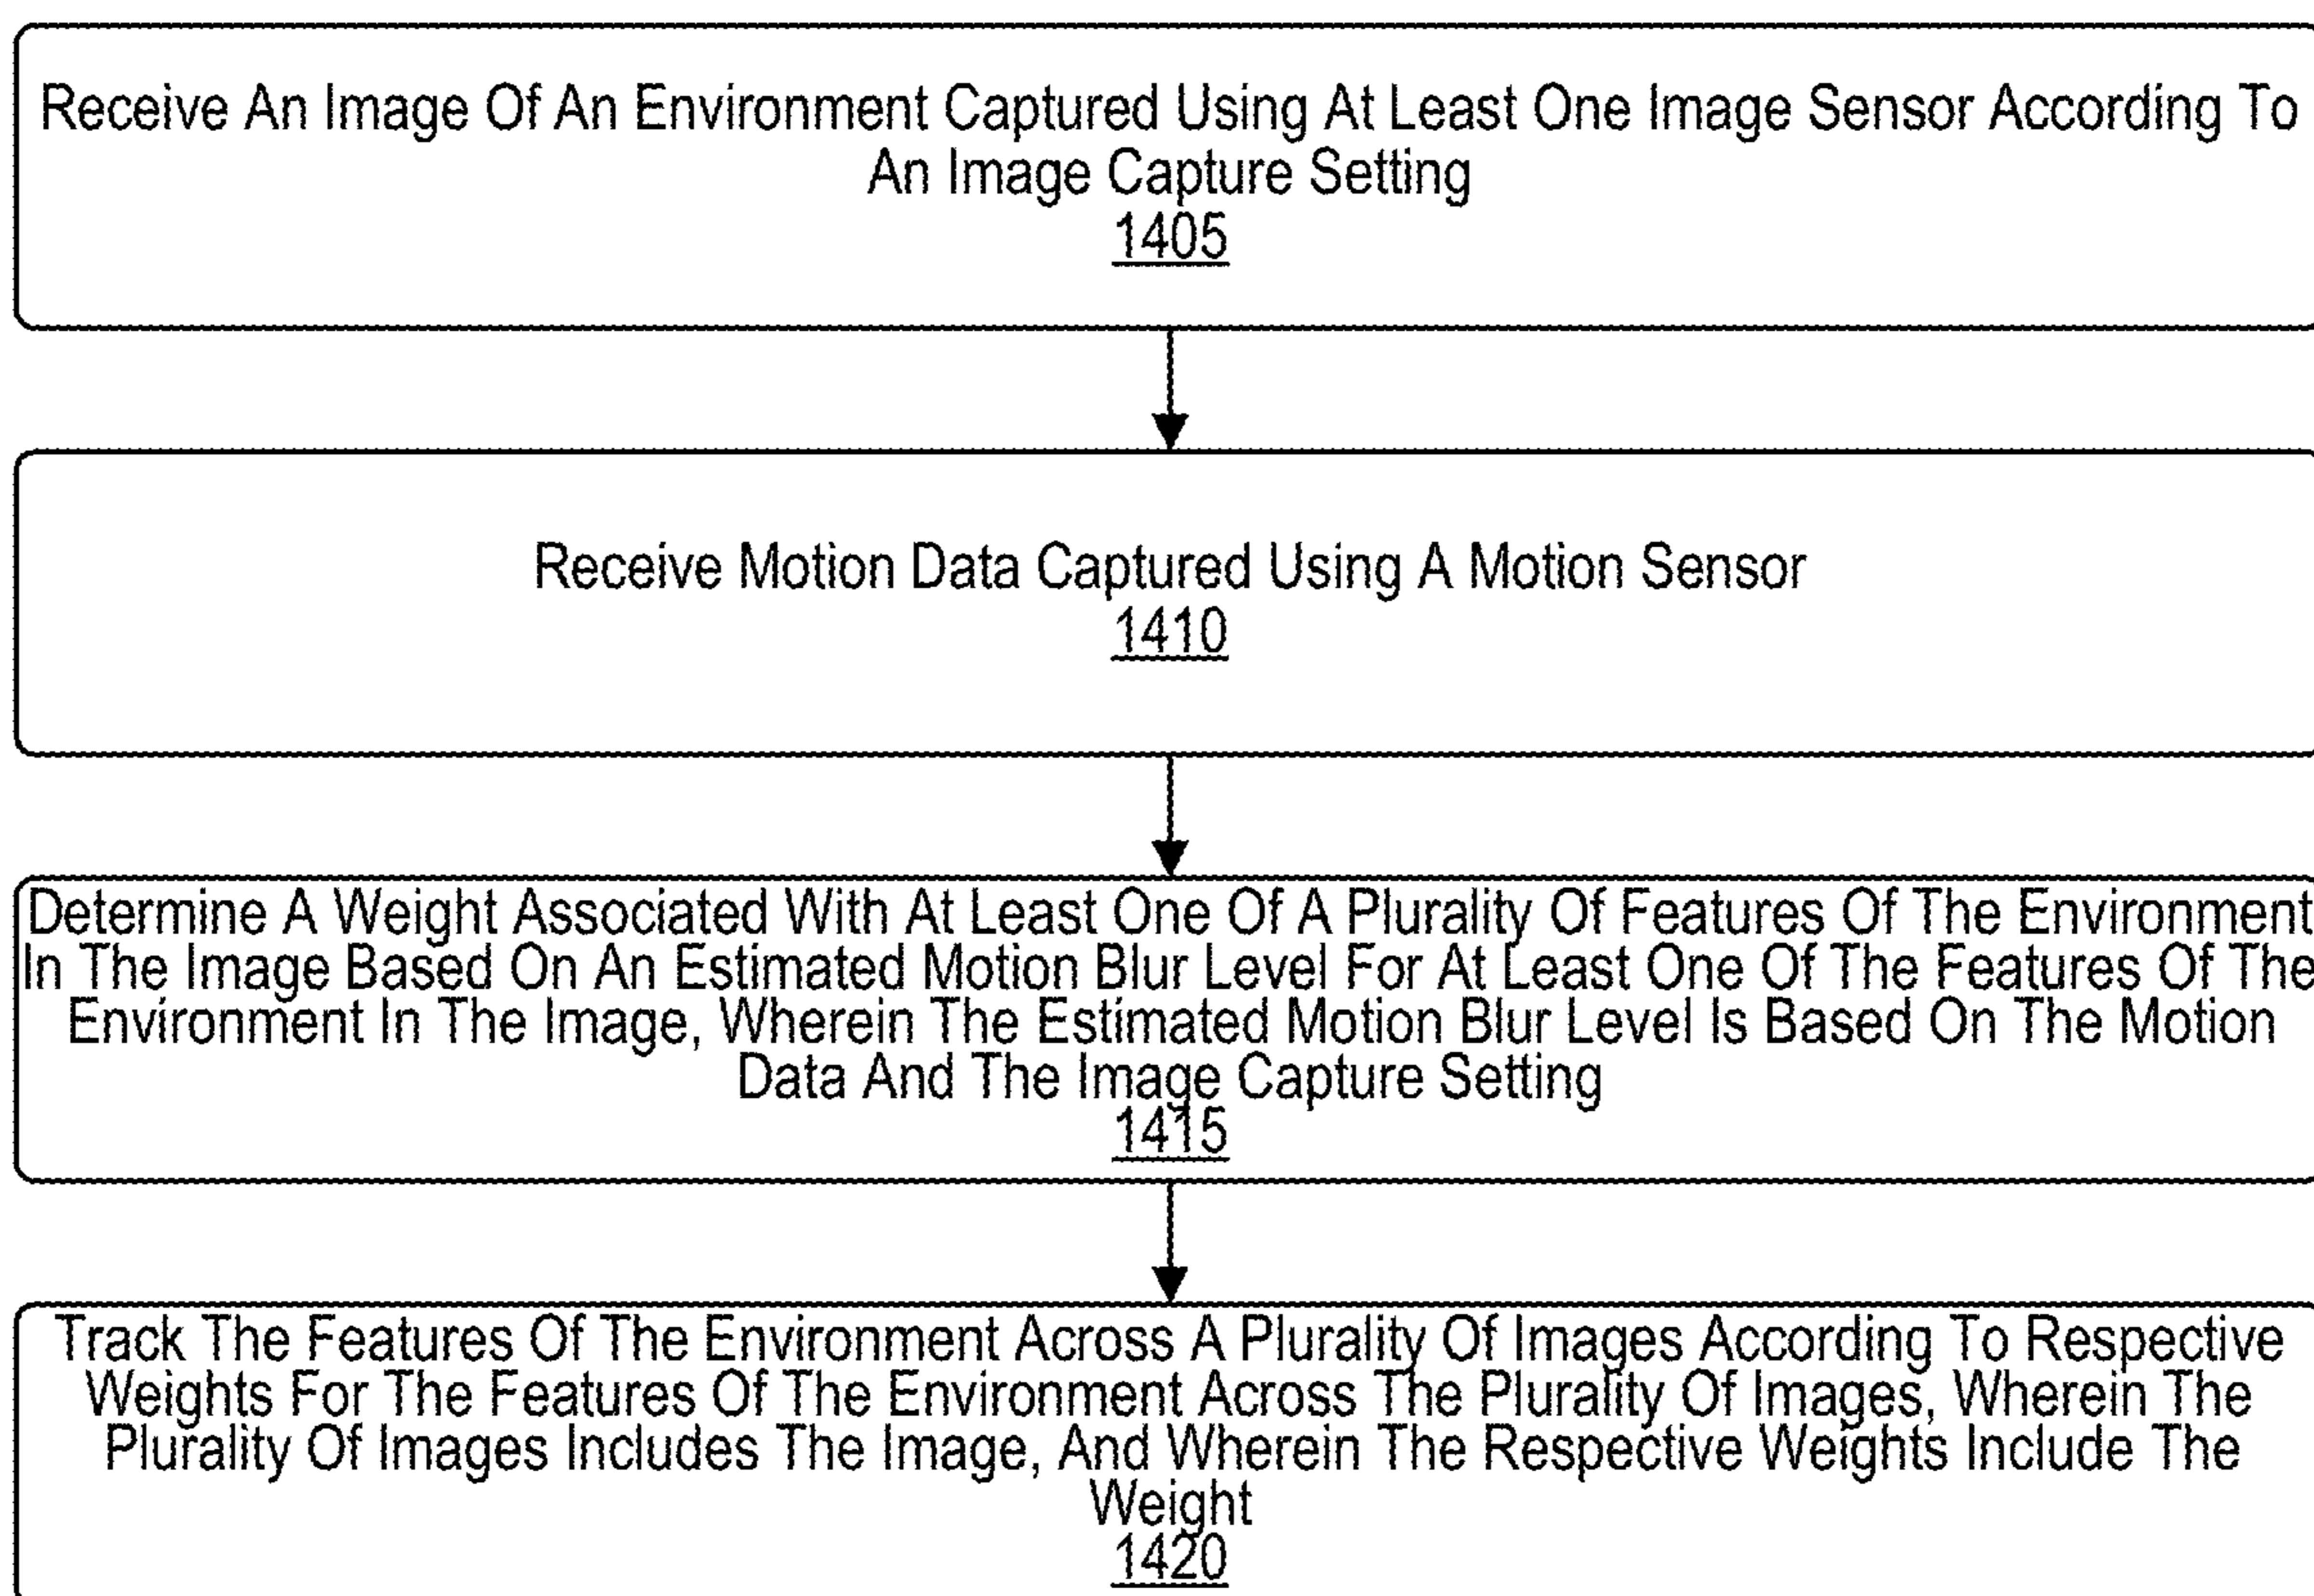 Receive An Image Of An Environment Captured Using At Least One Image Sensor According To
An Image Capture Setting
1405
Receive Motion Data Captured Using A Motion Sensor
1410
Determine A Weight Associated With At Least One Of A Plurality Of Features Of The Environment
In The Image Based On An Estimated Motion Blur Level For At Least One Of The Features Of The
Environment In The Image, Wherein The Estimated Motion Blur Level Is Based On The Motion
Data And The Image Capture Setting
1415
Track The Features Of The Environment Across A Plurality Of Images According To Respective
Weights For The Features Of The Environment Across The Plurality Of Images, Wherein The
Plurality Of Images Includes The Image, And Wherein The Respective Weights Include The
Weight
1420